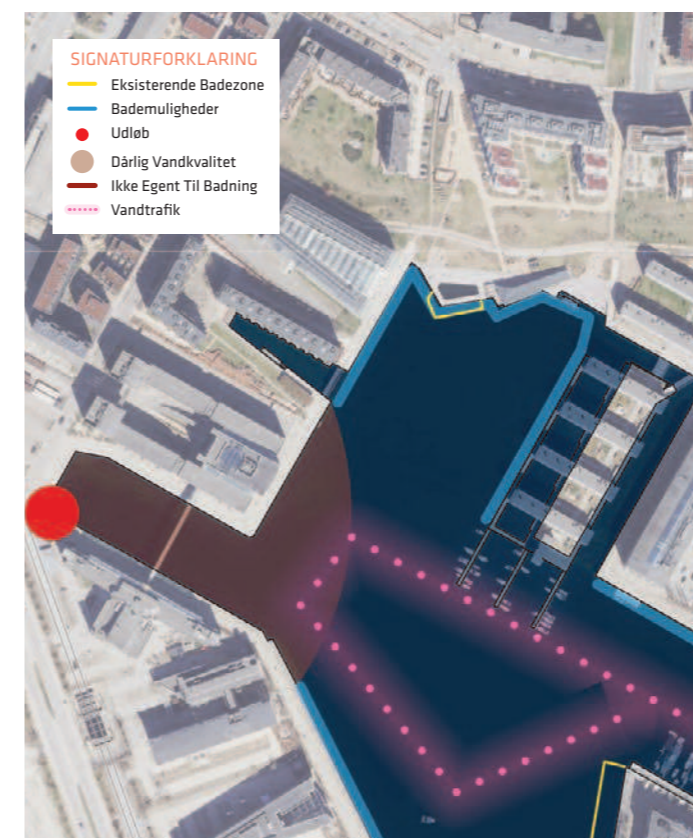 SIGNATURFORKLARING
Eksisterende Badezone
Bademuligheder
Udløb
Dårlig Vandkvalitet
Ikke Egent Til Badning
Vandtrafik